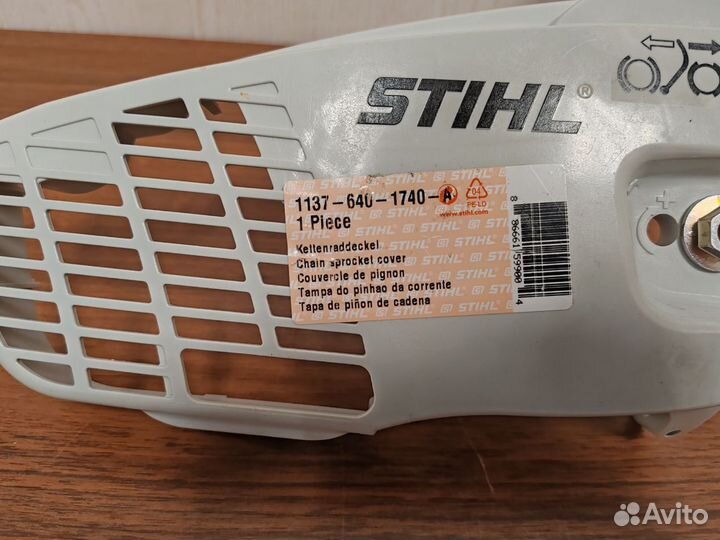 STIHL®
1137-640-1740-A
1 Piece
04
PE-LD
www.stihl.com
Kettenraddeckel
Chain sprocket cover
Couvercle de pignon
Tampa do pinhao da corrente
Tapa de piñon de cadena
+
Avito